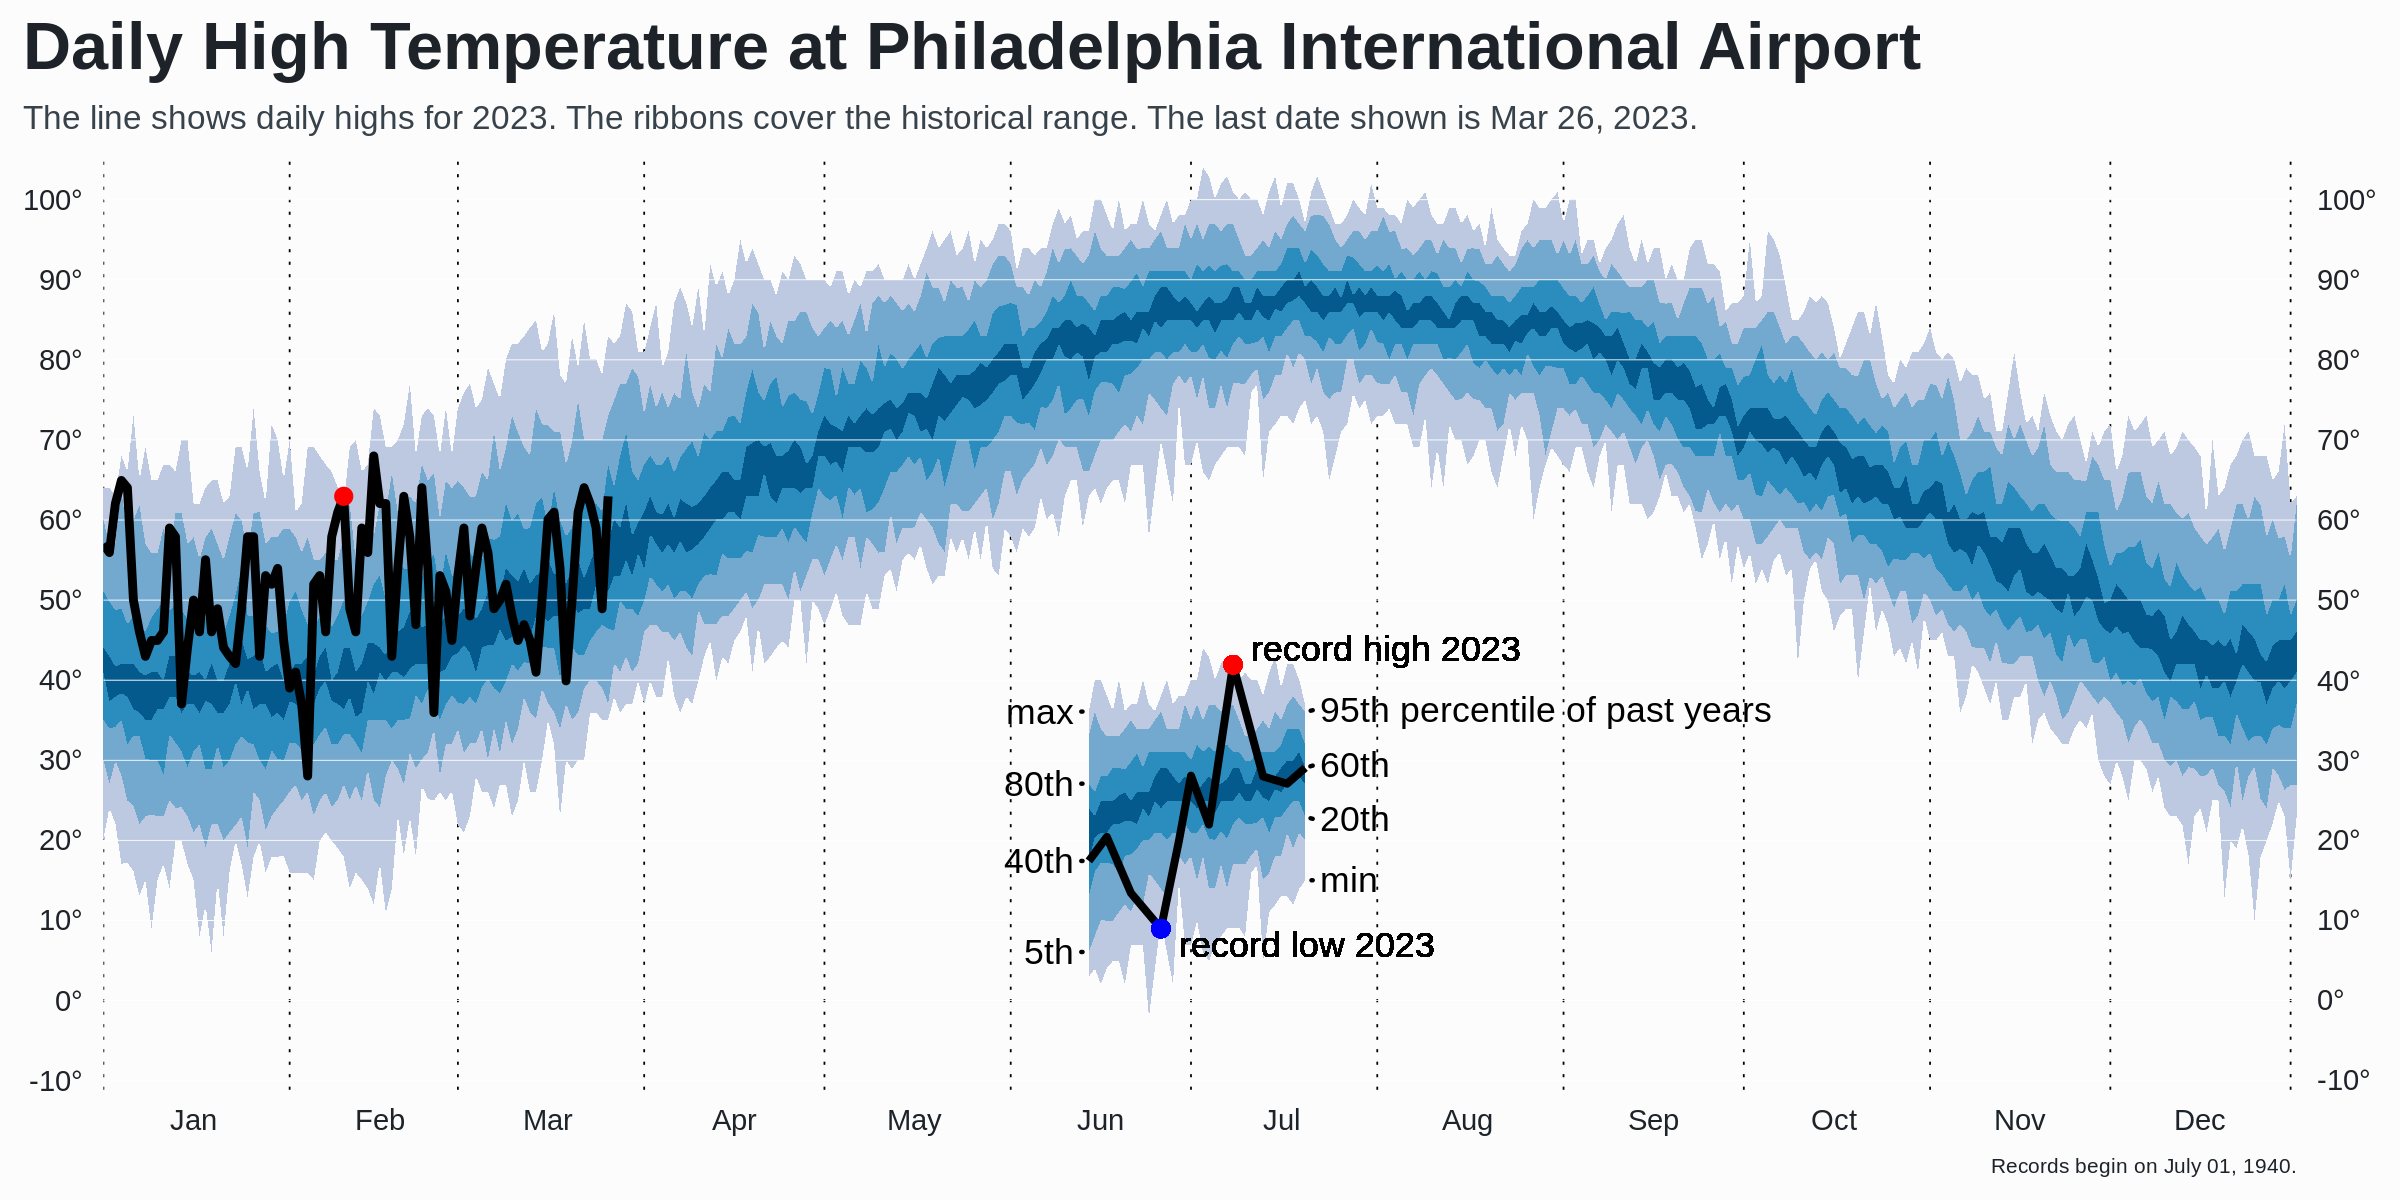 Daily High Temperature at Philadelphia International Airport
The line shows daily highs for 2023. The ribbons cover the historical range. The last date shown is Mar 26, 2023.
100° 100°
90° 90°
80° 80°
70° 70°
60° 60°
50° 50°
record high 2023
40° 40°
max 95th percentile of past years
30° 60th 30°
80th
20° 20th 20°
40th min
10° 10°
5th record low 2023
0° 0°
-10° -10°
Jan Feb Mar Apr May Jun Jul Aug Sep Oct Nov Dec
Records begin on July 01, 1940.